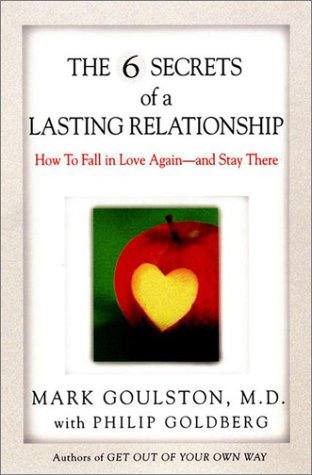 THE 6 SECRETS
of a
LASTING RELATIONSHIP
How To Fall in Love Again—and Stay There
MARK GOULSTON, M.D.
with PHILIP GOLDBERG
Authors of GET OUT OF YOUR OWN WAY